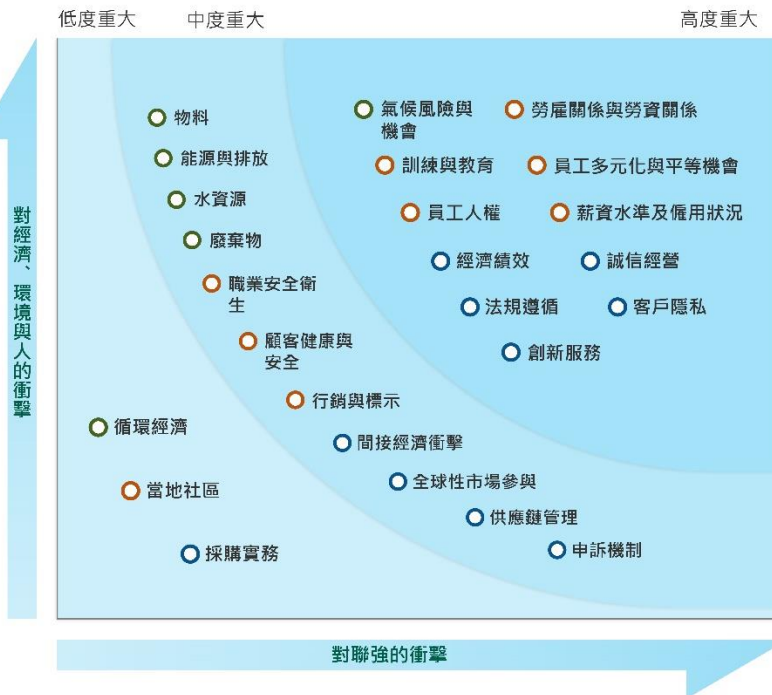 低度重大
中度重大
高度重大
物料
能源與排放
水資源
廢棄物
職業安全衛
生
顧客健康與
安全
行銷與標示
間接經濟衝擊
全球性市場參與
供應鏈管理
申訴機制
氣候風險與
機會
勞雇關係與勞資關係
訓練與教育
員工多元化與平等機會
員工人權
薪資水準及僱用狀況
經濟績效
誠信經營
法規遵循
客戶隱私
創新服務
循環經濟
當地社區
採購實務
對經濟、環境與人的衝擊
對聯強的衝擊